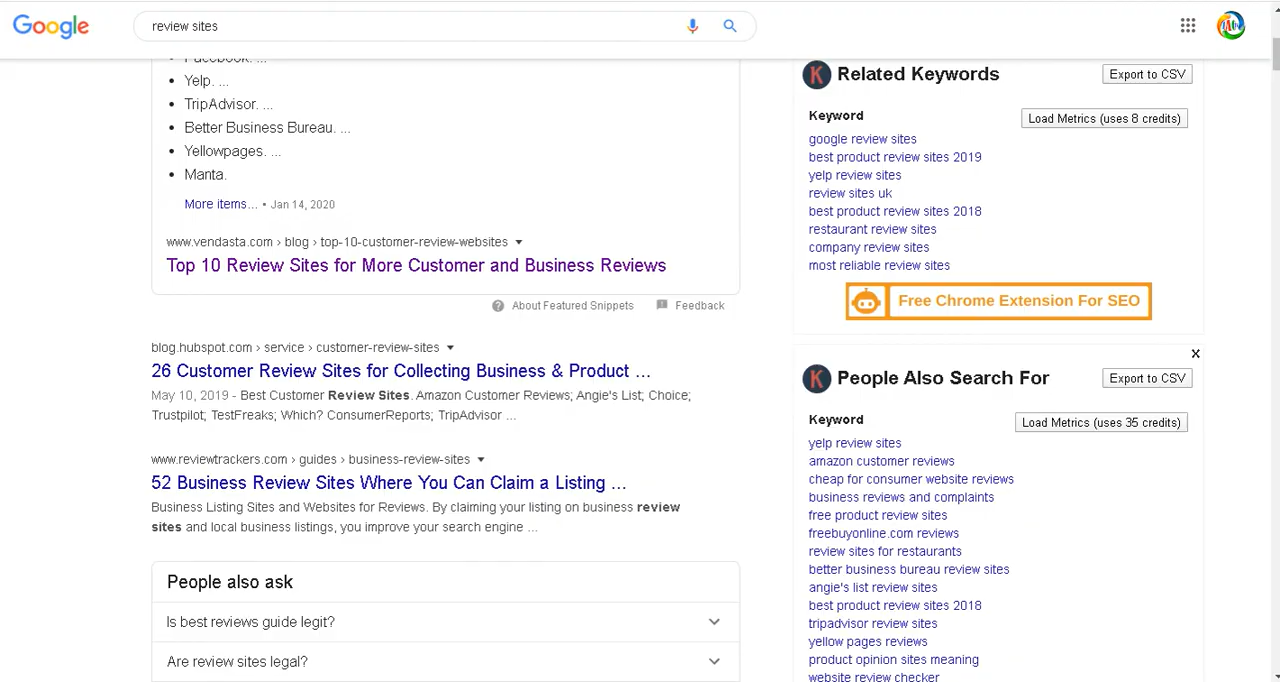 Google
review sites
Facebook. ...
Yelp. ...
TripAdvisor. ...
Better Business Bureau. ...
Yellowpages. ...
Manta.
More items... • Jan 14, 2020
www.vendasta.com › blog › top-10-customer-review-websites
Top 10 Review Sites for More Customer and Business Reviews
About Featured Snippets
Feedback
blog.hubspot.com › service › customer-review-sites
26 Customer Review Sites for Collecting Business & Product ...
May 10, 2019 - Best Customer Review Sites. Amazon Customer Reviews; Angie's List; Choice;
Trustpilot; TestFreaks; Which? ConsumerReports; TripAdvisor ...
www.reviewtrackers.com › guides › business-review-sites
52 Business Review Sites Where You Can Claim a Listing ...
Business Listing Sites and Websites for Reviews. By claiming your listing on business review
sites and local business listings, you improve your search engine ...
People also ask
Is best reviews guide legit?
Are review sites legal?
K Related Keywords
Export to CSV
Keyword
Load Metrics (uses 8 credits)
google review sites
best product review sites 2019
yelp review sites
review sites uk
best product review sites 2018
restaurant review sites
company review sites
most reliable review sites
Free Chrome Extension For SEO
X
K People Also Search For
Export to CSV
Keyword
Load Metrics (uses 35 credits)
yelp review sites
amazon customer reviews
cheap for consumer website reviews
business reviews and complaints
free product review sites
freebuyonline.com reviews
review sites for restaurants
better business bureau review sites
angie's list review sites
best product review sites 2018
tripadvisor review sites
yellow pages reviews
product opinion sites meaning
website review checker